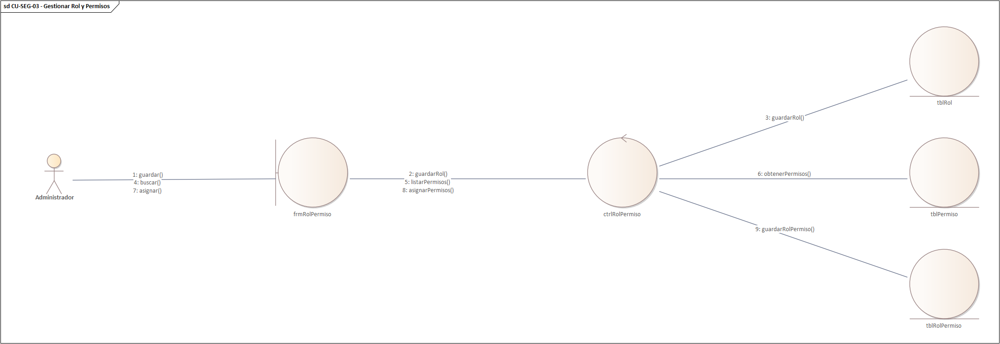 sd CU-SEG-03 - Gestionar Rol y Permisos
tblRol
3: guardarRol()
Administrador
1: guardar()
4: buscar()
7: asignar()
frmRolPermiso
2: guardarRol()
5: listarPermisos()
8: asignarPermisos()
ctrlRolPermiso
6: obtenerPermisos()
tblPermiso
9: guardarRolPermiso()
tblRolPermiso